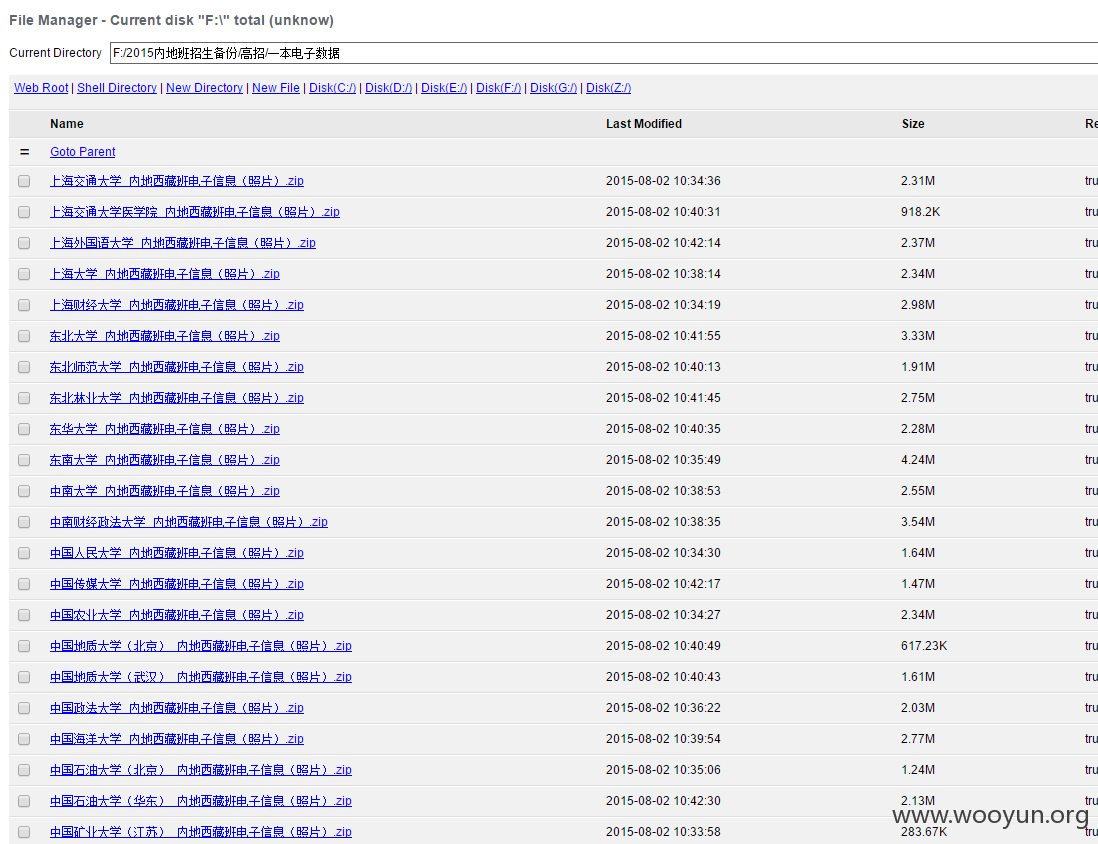 File Manager - Current disk "F:\" total (unknow)
Current Directory F:/2015内地班招生备份/高招/一本电子数据
Web Root | Shell Directory | New Directory | New File | Disk(C:/) | Disk(D:/) | Disk(E:/) | Disk(F:/) | Disk(G:/) | Disk(Z:/)
Name Last Modified Size Re
= Goto Parent
上海交通大学_内地西藏班电子信息（照片）.zip 2015-08-02 10:34:36 2.31M tru
上海交通大学医学院_内地西藏班电子信息（照片）.zip 2015-08-02 10:40:31 918.2K tru
上海外国语大学_内地西藏班电子信息（照片）.zip 2015-08-02 10:42:14 2.37M tru
上海大学_内地西藏班电子信息（照片）.zip 2015-08-02 10:38:14 2.34M tru
上海财经大学_内地西藏班电子信息（照片）.zip 2015-08-02 10:34:19 2.98M tru
东北大学_内地西藏班电子信息（照片）.zip 2015-08-02 10:41:55 3.33M tru
东北师范大学_内地西藏班电子信息（照片）.zip 2015-08-02 10:40:13 1.91M tru
东北林业大学_内地西藏班电子信息（照片）.zip 2015-08-02 10:41:45 2.75M tru
东华大学_内地西藏班电子信息（照片）.zip 2015-08-02 10:40:35 2.28M tru
东南大学_内地西藏班电子信息（照片）.zip 2015-08-02 10:35:49 4.24M tru
中南大学_内地西藏班电子信息（照片）.zip 2015-08-02 10:38:53 2.55M tru
中南财经政法大学_内地西藏班电子信息（照片）.zip 2015-08-02 10:38:35 3.54M tru
中国人民大学_内地西藏班电子信息（照片）.zip 2015-08-02 10:34:30 1.64M tru
中国传媒大学_内地西藏班电子信息（照片）.zip 2015-08-02 10:42:17 1.47M tru
中国农业大学_内地西藏班电子信息（照片）.zip 2015-08-02 10:34:27 2.34M tru
中国地质大学（北京）_内地西藏班电子信息（照片）.zip 2015-08-02 10:40:49 617.23K tru
中国地质大学（武汉）_内地西藏班电子信息（照片）.zip 2015-08-02 10:40:43 1.61M tru
中国政法大学_内地西藏班电子信息（照片）.zip 2015-08-02 10:36:22 2.03M tru
中国海洋大学_内地西藏班电子信息（照片）.zip 2015-08-02 10:39:54 2.77M tru
中国石油大学（北京）_内地西藏班电子信息（照片）.zip 2015-08-02 10:35:06 1.24M tru
中国石油大学（华东）_内地西藏班电子信息（照片）.zip 2015-08-02 10:42:30 2.13M tru
www.wooyun.org
中国矿业大学（江苏）_内地西藏班电子信息（照片）.zip 2015-08-02 10:33:58 283.67K tru